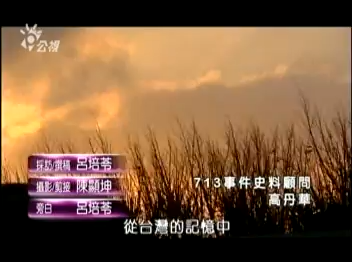 公視
採訪/撰稿 呂培苓
攝影/剪接 陳顯坤
旁白 呂培苓
713事件史料顧問
高丹華
從台灣的記憶中